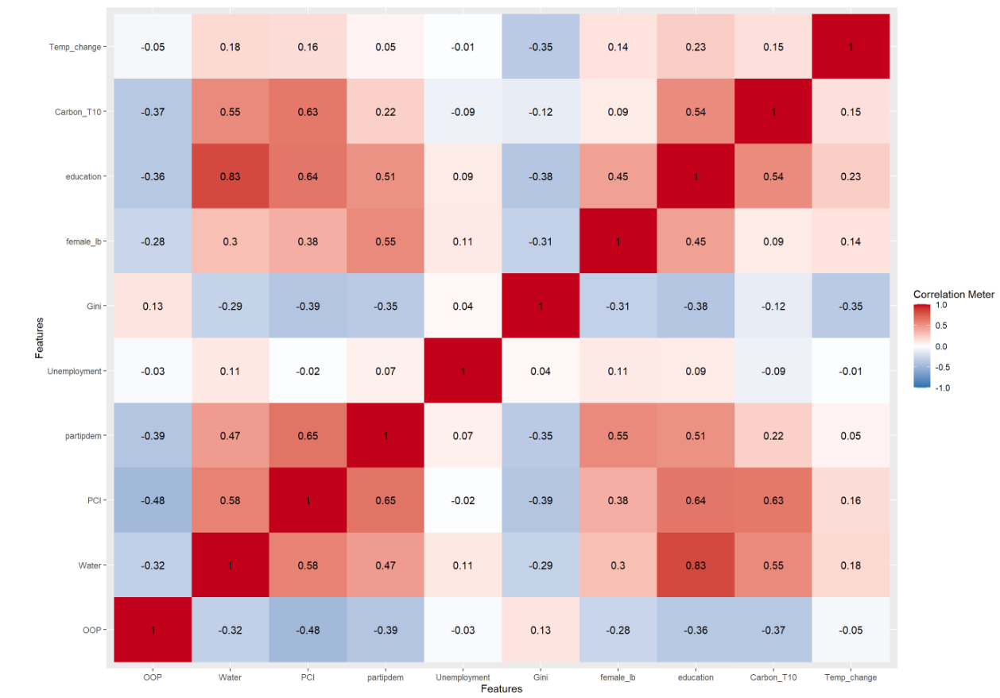 Temp_change -0.05 0.18 0.16 0.05 -0.01 -0.35 0.14 0.23 0.15 1
Carbon_T10 -0.37 0.55 0.63 0.22 -0.09 -0.12 0.09 0.54 1 0.15
education -0.36 0.83 0.64 0.51 0.09 -0.38 0.45 1 0.54 0.23
female_lb -0.28 0.3 0.38 0.55 0.11 -0.31 1 0.45 0.09 0.14
Gini 0.13 -0.29 -0.39 -0.35 0.04 1 -0.31 -0.38 -0.12 -0.35
Unemployment -0.03 0.11 -0.02 0.07 1 0.04 0.11 0.09 -0.09 -0.01
partipdem -0.39 0.47 0.65 1 0.07 -0.35 0.55 0.51 0.22 0.05
PCI -0.48 0.58 1 0.65 -0.02 -0.39 0.38 0.64 0.63 0.16
Water -0.32 1 0.58 0.47 0.11 -0.29 0.3 0.83 0.55 0.18
OOP 1 -0.32 -0.48 -0.39 -0.03 0.13 -0.28 -0.36 -0.37 -0.05
OOP Water PCI partipdem Unemployment Gini female_lb education Carbon_T10 Temp_change
Features
Features
Correlation Meter
1.0
0.5
0.0
-0.5
-1.0